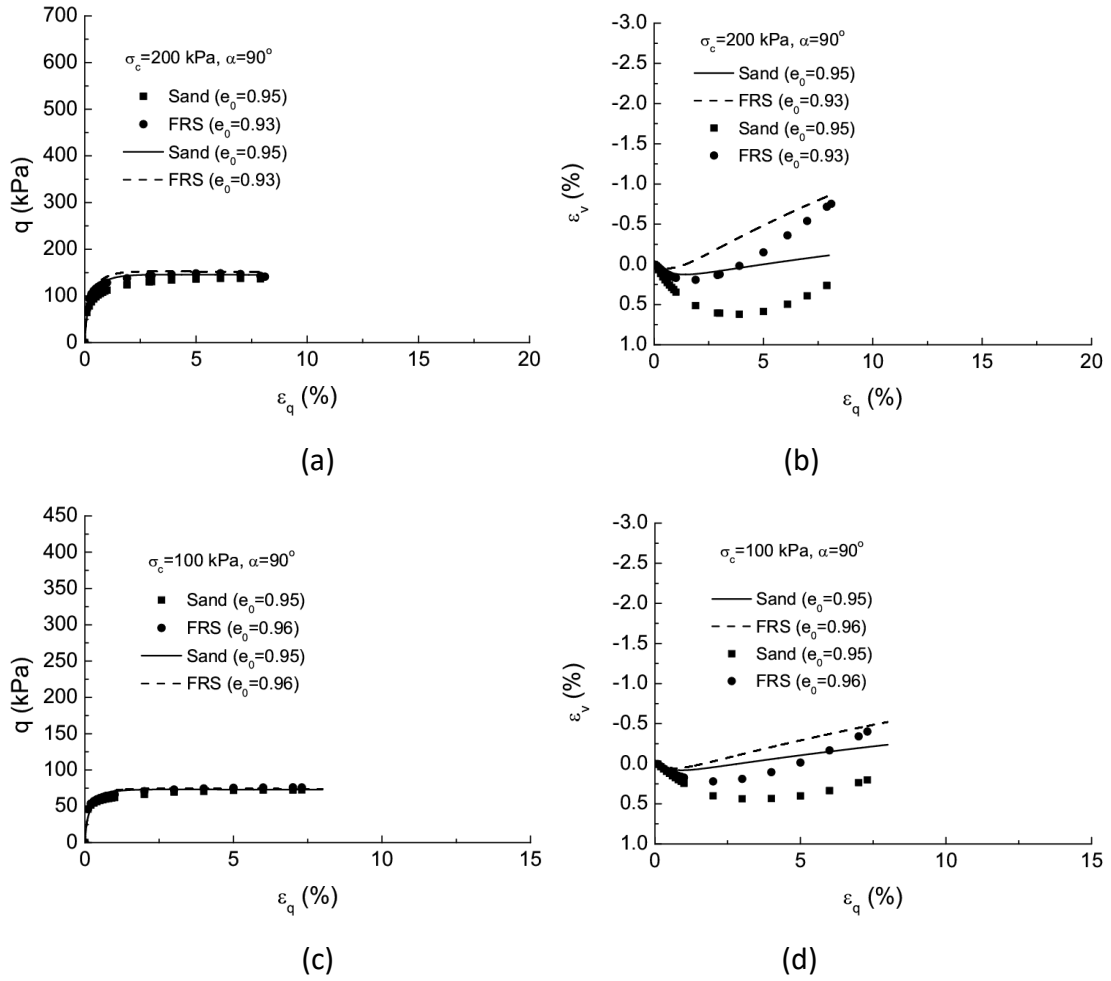 700
600
500
400
300
200
100
0
q (kPa)
σc=200 kPa, α=90°
Sand (e0=0.95)
FRS (e0=0.93)
Sand (e0=0.95)
FRS (e0=0.93)
0 5 10 15 20
εq (%)
(a)
-3.0
-2.5
-2.0
-1.5
-1.0
-0.5
0.0
0.5
1.0
εv (%)
σc=200 kPa, α=90°
Sand (e0=0.95)
FRS (e0=0.93)
Sand (e0=0.95)
FRS (e0=0.93)
0 5 10 15 20
εq (%)
(b)
450
375
300
225
150
75
0
q (kPa)
σc=100 kPa, α=90°
Sand (e0=0.95)
FRS (e0=0.96)
Sand (e0=0.95)
FRS (e0=0.96)
0 5 10 15
εq (%)
(c)
-3.0
-2.5
-2.0
-1.5
-1.0
-0.5
0.0
0.5
1.0
εv (%)
σc=100 kPa, α=90°
Sand (e0=0.95)
FRS (e0=0.96)
Sand (e0=0.95)
FRS (e0=0.96)
0 5 10 15
εq (%)
(d)